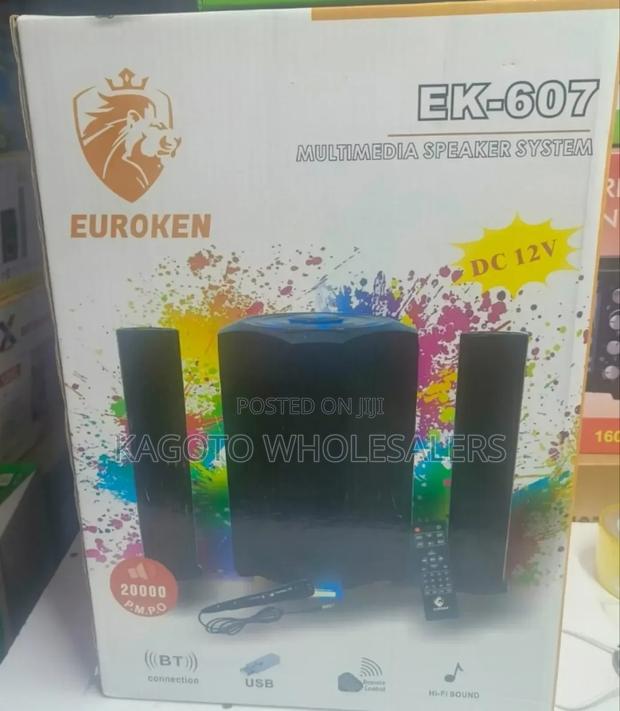 EK-607
MULTIMEDIA SPEAKER SYSTEM
EUROKEN
DC 12V
POSTED ON JIJI
KAGOTO WHOLESALERS
20000
P.M.P.O
BT
connection
USB
Remote
Control
Hi-Fi SOUND
160